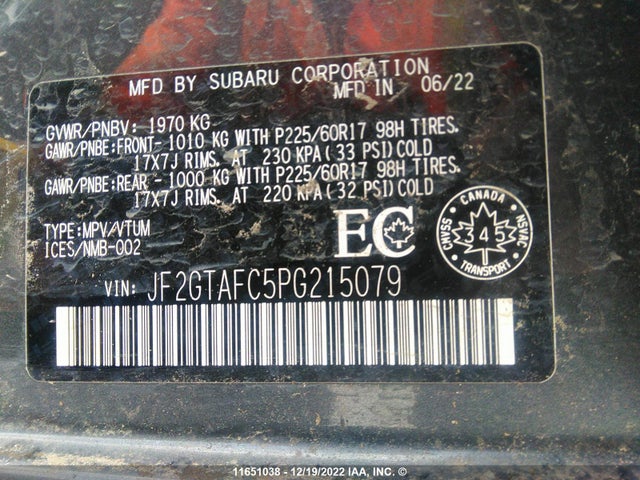 MFD BY SUBARU CORPORATION
MFD IN 06/22
GVWR/PNBV: 1970 KG
GAWR/PNBE:FRONT- 1010 KG WITH P225/60R17 98H TIRES.
17X7J RIMS. AT 230 KPA (33 PSI) COLD
GAWR/PNBE:REAR - 1000 KG WITH P225/60R17 98H TIRES.
17X7J RIMS. AT 220 KPA (32 PSI) COLD
TYPE:MPV/VTUM
ICES/NMB-002
EC
CANADA
SSMNS
345
NSVAC
TRANSPORT
VIN: JF2GTAFC5PG215079
11651038 - 12/19/2022 IAA, INC. ©